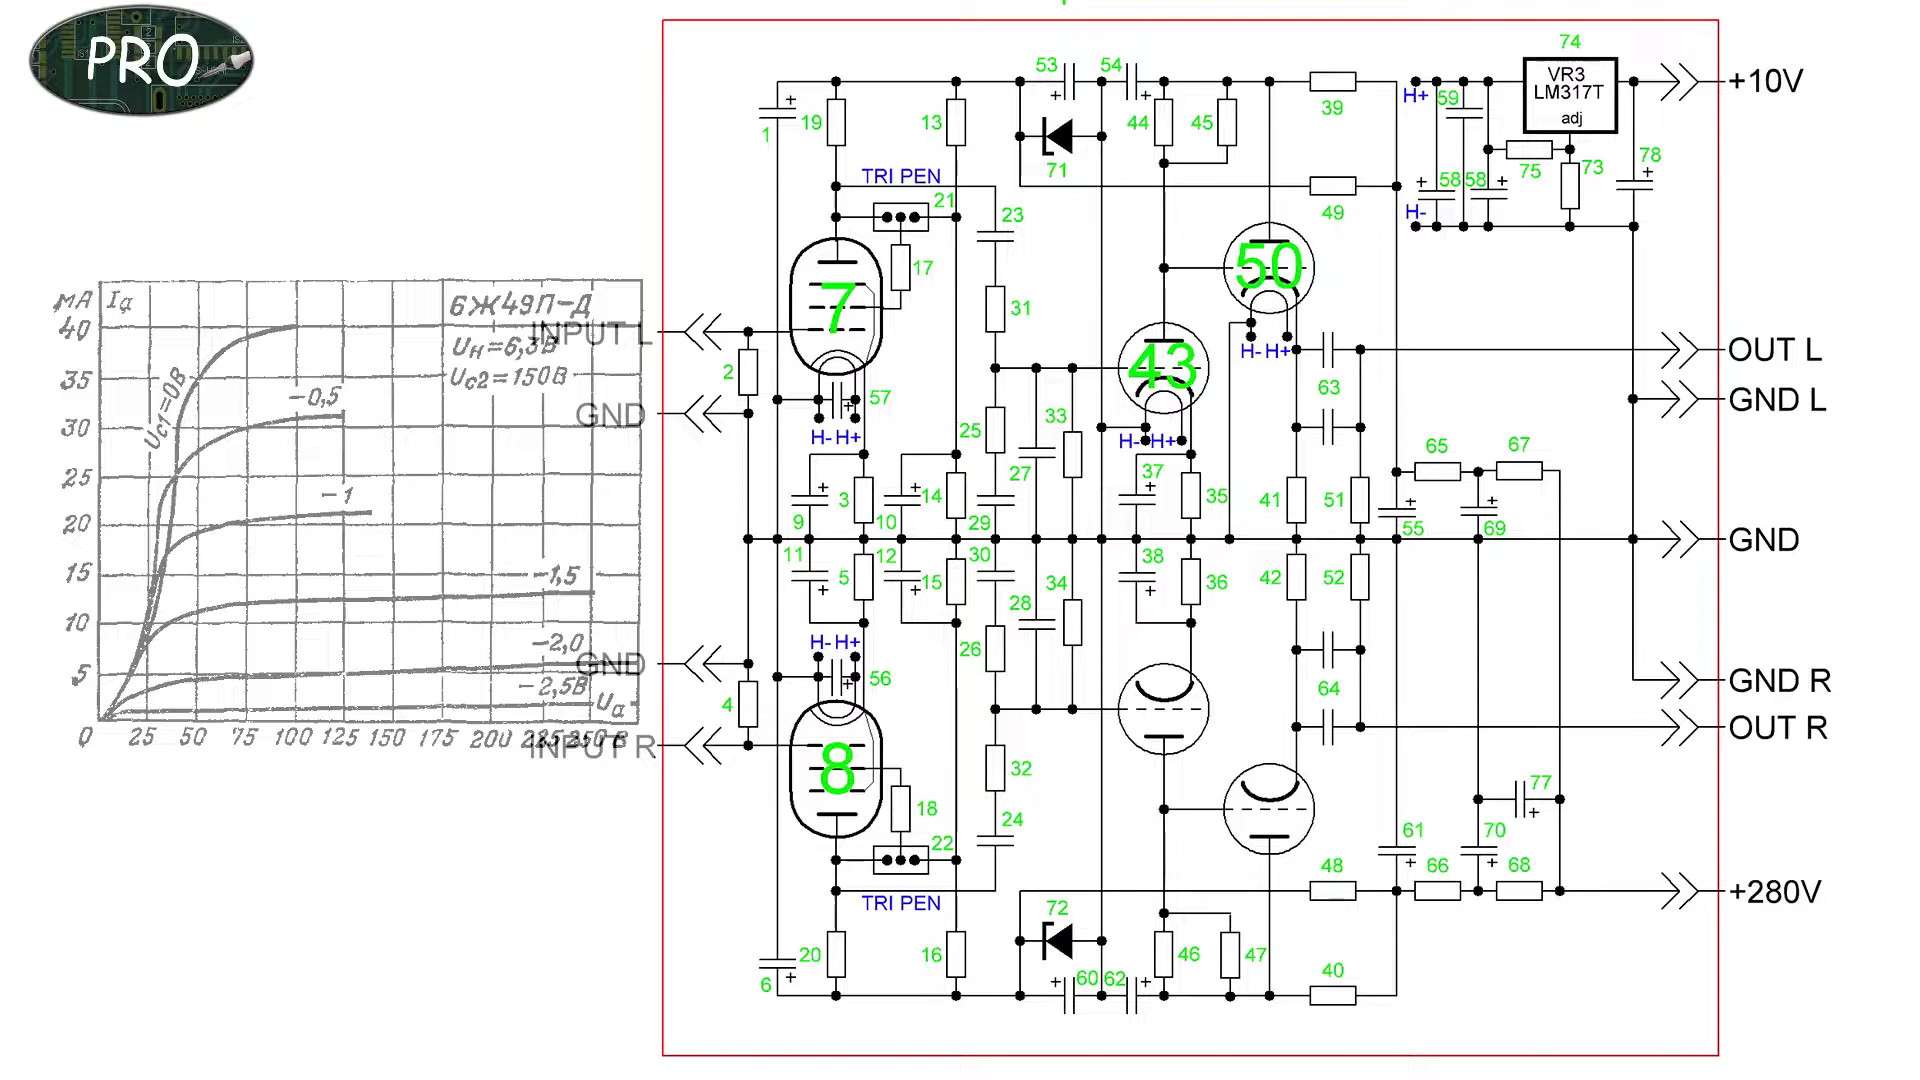 PRO
мА Iа
6Ж49П-Д
Uн=6,3В
Uс2=150В
Uс1=0В
-0,5
-1
-1,5
-2,0
-2,5В
Uа
40
35
30
25
20
15
10
5
0 25 50 75 100 125 150 175 200 225 250 В
INPUT L
GND
GND
INPUT R
53 54 74
VR3
LM317T
adj
+10V
H+ 59
1 19 13 71 44 45 39
75 73 78
58 58
H-
TRI PEN
21 23 49
7 17 31
50
H- H+
43
2 57
H- H+
H- H+
63
OUT L
GND L
25 33 27 37
65 67
9 3 10 14 29 35 41 51 55 69
GND
11 5 12 15 30 38 36 42 52
28 34
H- H+
26
56
4
64
GND R
OUT R
8 32
18 24
22
77
61 70
TRI PEN
48 66 68
+280V
72
20 16 46 47
6 60 62 40